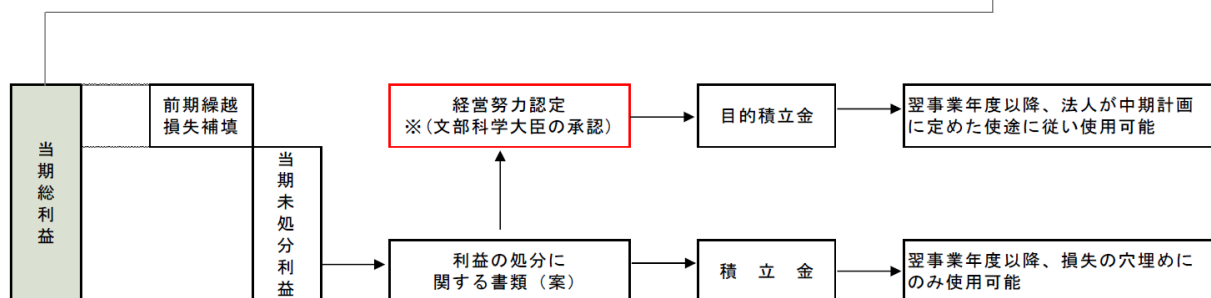 当期総利益
前期繰越
損失補填
当期未処分利益
経営努力認定
※(文部科学大臣の承認)
目的積立金
翌事業年度以降、法人が中期計画
に定めた使途に従い使用可能
利益の処分に
関する書類（案）
積　立　金
翌事業年度以降、損失の穴埋めに
のみ使用可能